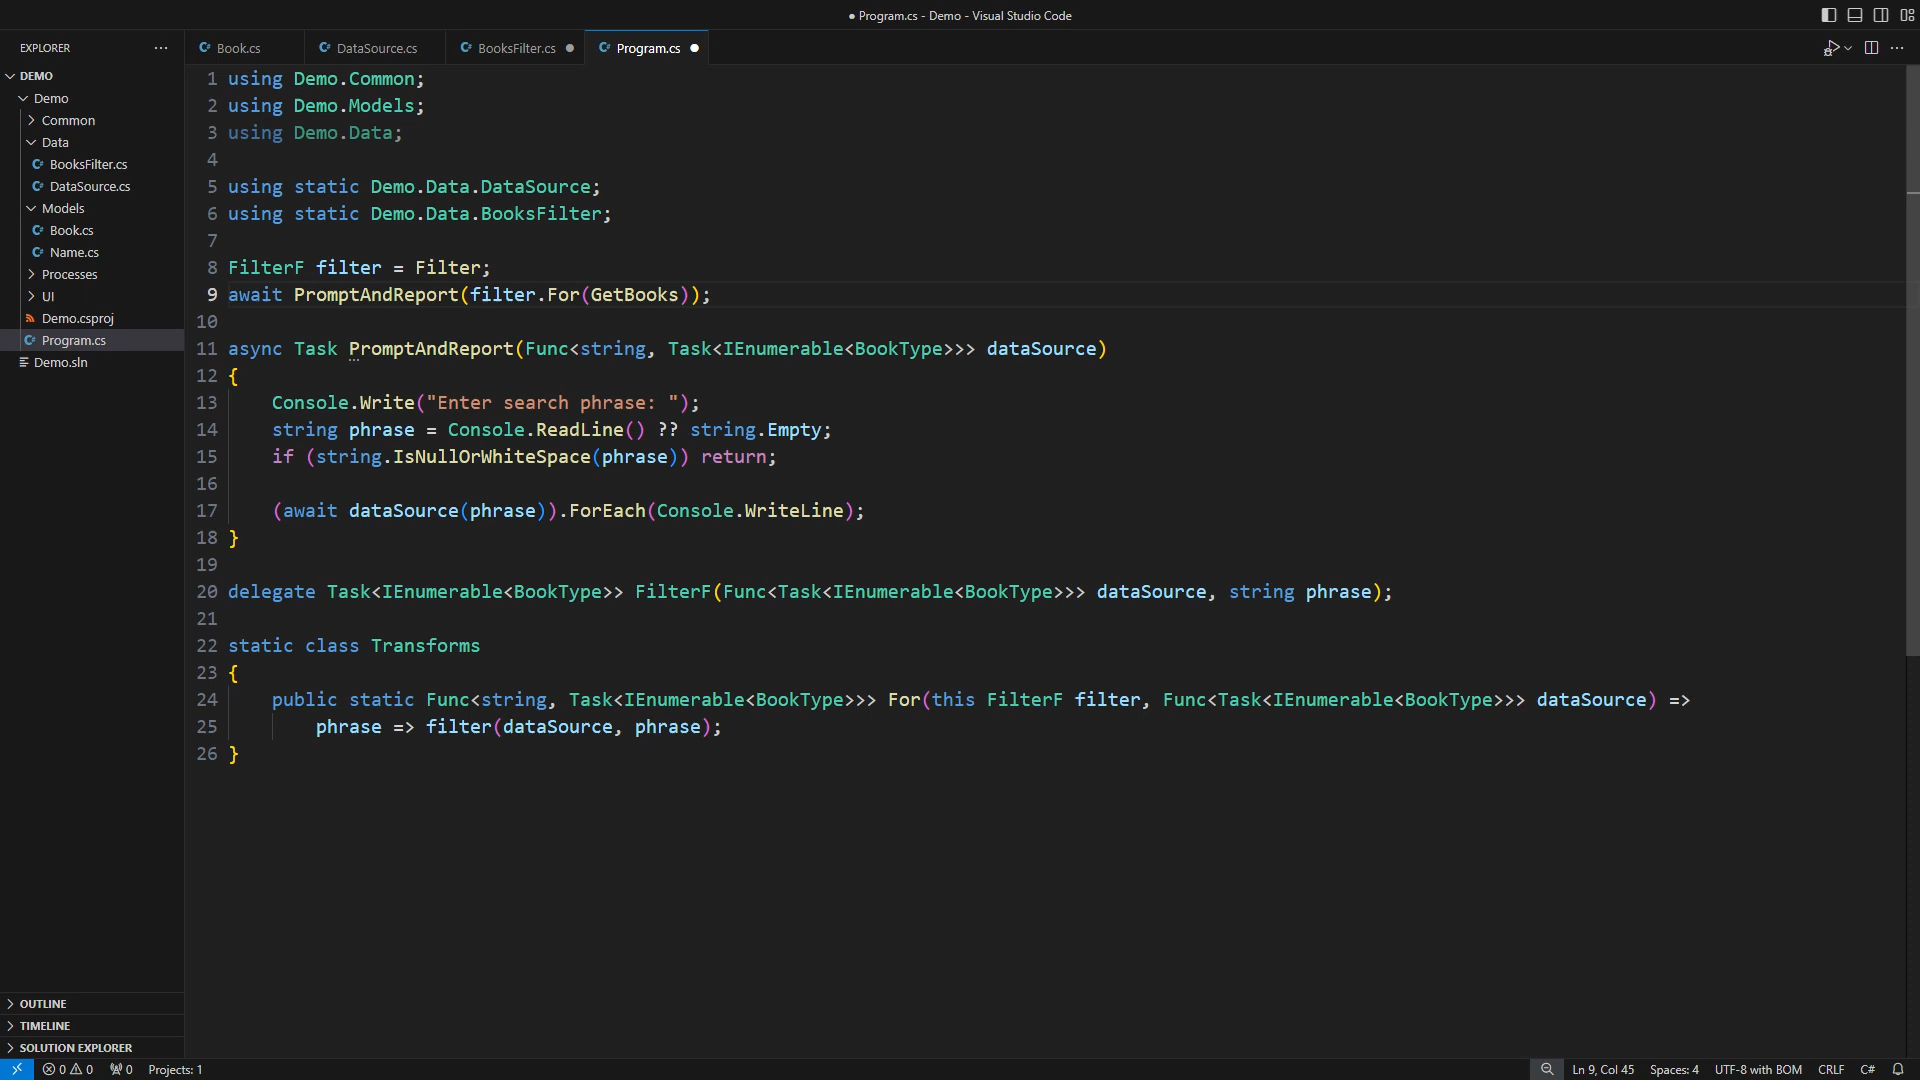 ● Program.cs - Demo - Visual Studio Code
EXPLORER
Book.cs
DataSource.cs
BooksFilter.cs
Program.cs
DEMO
Demo
Common
Data
BooksFilter.cs
DataSource.cs
Models
Book.cs
Name.cs
Processes
UI
Demo.csproj
Program.cs
Demo.sln
1 using Demo.Common;
2 using Demo.Models;
3 using Demo.Data;
4
5 using static Demo.Data.DataSource;
6 using static Demo.Data.BooksFilter;
7
8 FilterF filter = Filter;
9 await PromptAndReport(filter.For(GetBooks));
10
11 async Task PromptAndReport(Func<string, Task<IEnumerable<BookType>>> dataSource)
12 {
13     Console.Write("Enter search phrase: ");
14     string phrase = Console.ReadLine() ?? string.Empty;
15     if (string.IsNullOrWhiteSpace(phrase)) return;
16
17     (await dataSource(phrase)).ForEach(Console.WriteLine);
18 }
19
20 delegate Task<IEnumerable<BookType>> FilterF(Func<Task<IEnumerable<BookType>>> dataSource, string phrase);
21
22 static class Transforms
23 {
24     public static Func<string, Task<IEnumerable<BookType>>> For(this FilterF filter, Func<Task<IEnumerable<BookType>>> dataSource) =>
25         phrase => filter(dataSource, phrase);
26 }
OUTLINE
TIMELINE
SOLUTION EXPLORER
0 0 0 Projects: 1
Ln 9, Col 45 Spaces: 4 UTF-8 with BOM CRLF C#